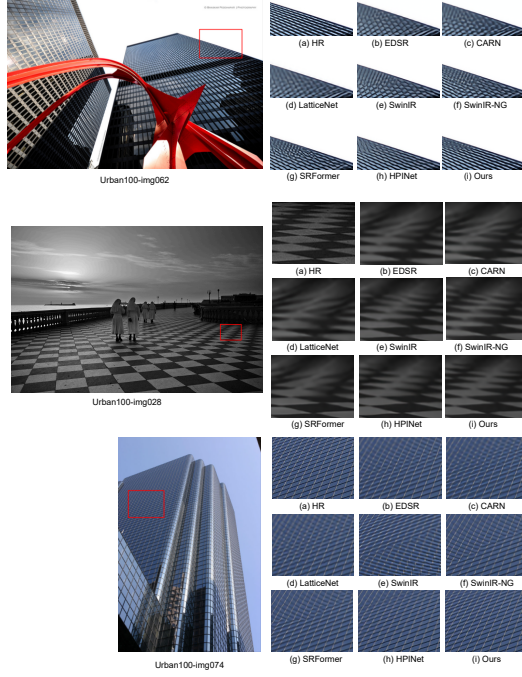 (a) HR (b) EDSR (c) CARN
(d) LatticeNet (e) SwinIR (f) SwinIR-NG
(g) SRFormer (h) HPINet (i) Ours
Urban100-img062
(a) HR (b) EDSR (c) CARN
(d) LatticeNet (e) SwinIR (f) SwinIR-NG
(g) SRFormer (h) HPINet (i) Ours
Urban100-img028
(a) HR (b) EDSR (c) CARN
(d) LatticeNet (e) SwinIR (f) SwinIR-NG
(g) SRFormer (h) HPINet (i) Ours
Urban100-img074